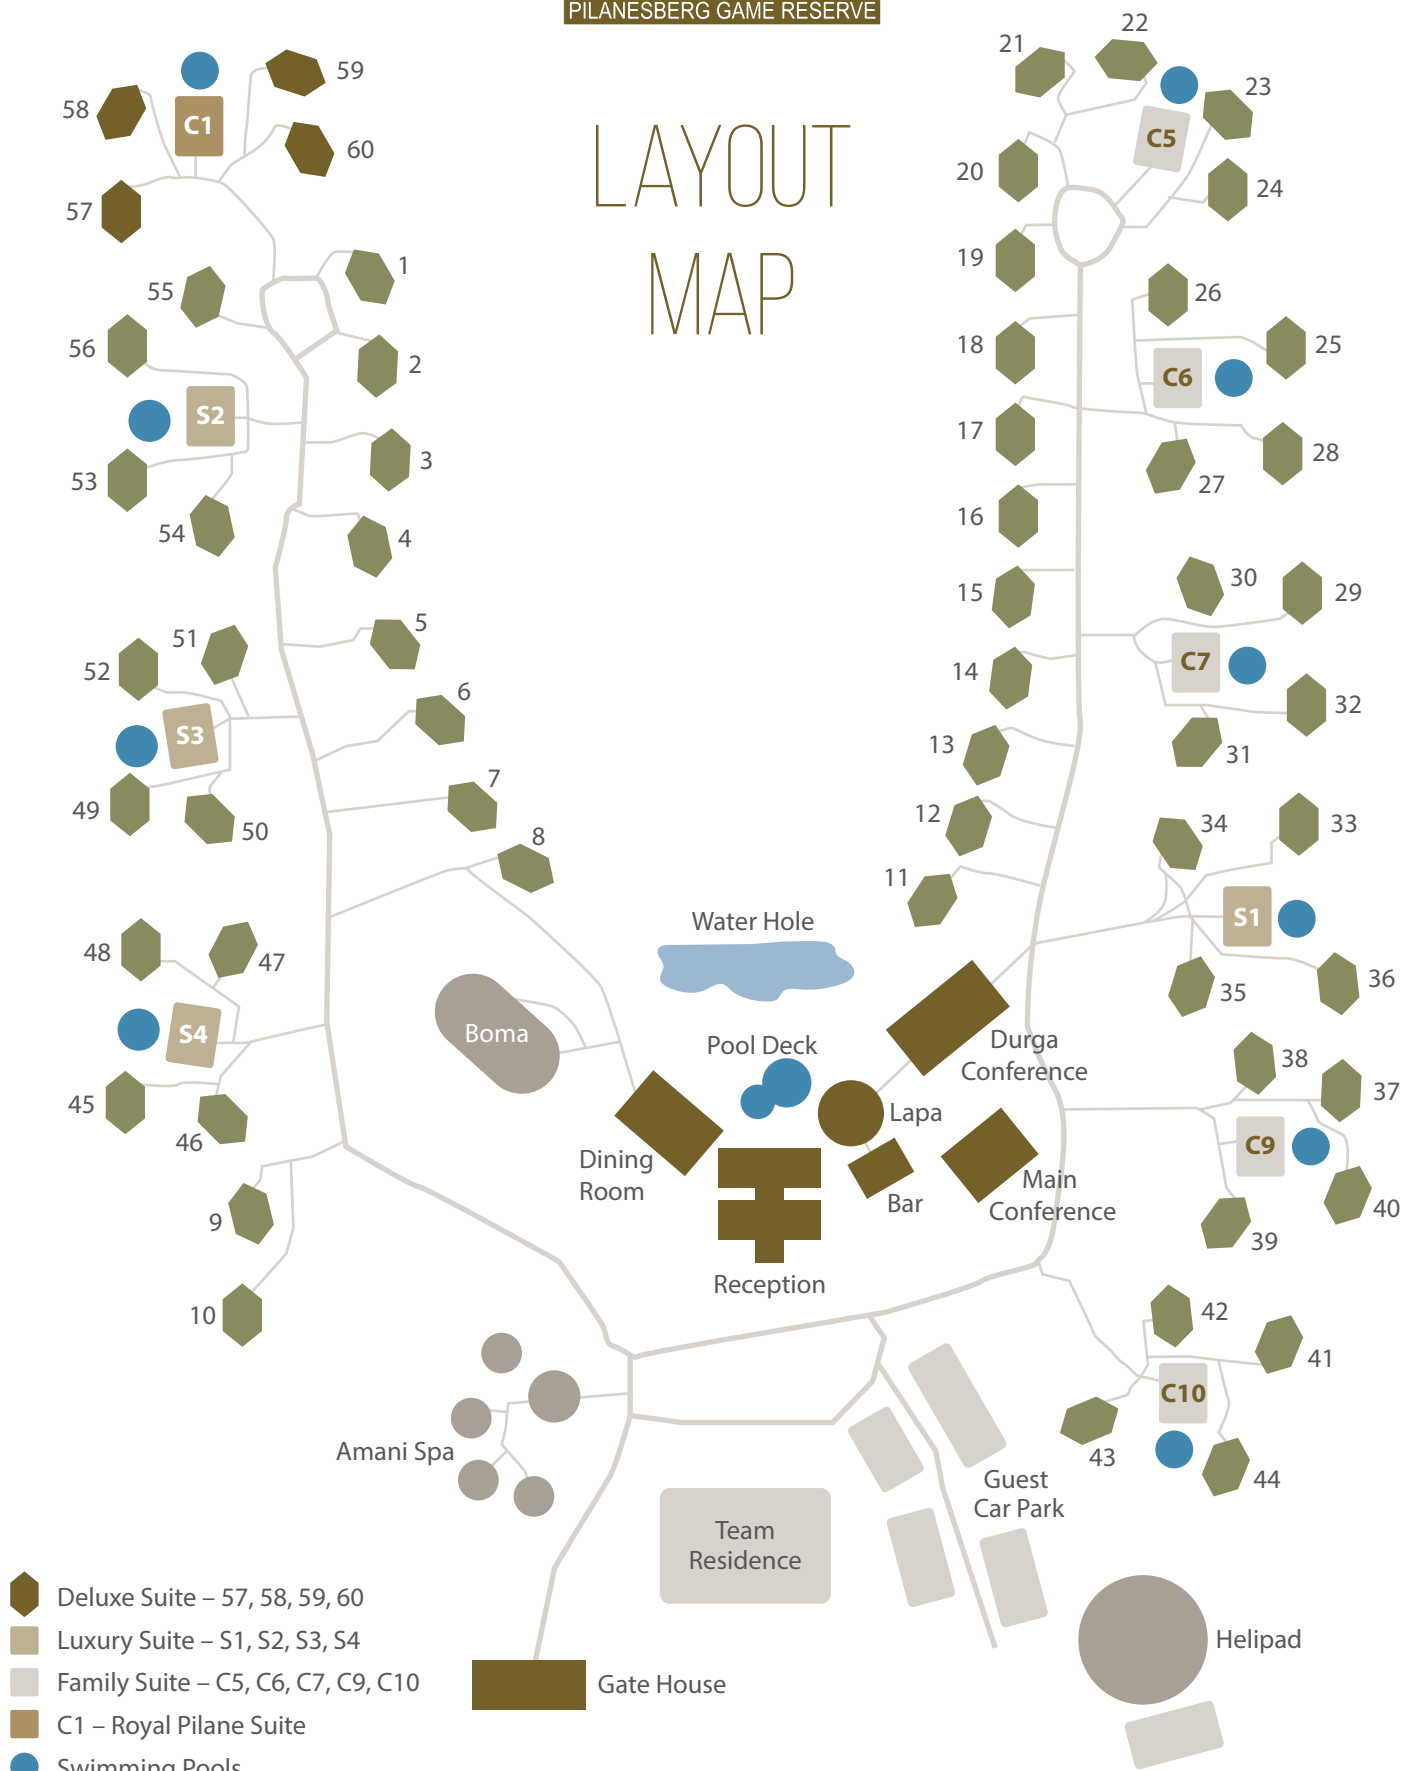 PILANESBERG GAME RESERVE
LAYOUT
MAP
58
C1
59
60
57
55
1
56
2
S2
53
3
54
4
51
52
5
S3
6
49
50
7
8
48
47
S4
45
46
9
10
21
22
23
C5
20
24
19
26
18
25
C6
17
28
27
16
30
29
15
C7
14
32
31
13
12
34
33
11
S1
35
36
38
37
C9
40
39
42
41
C10
43
44
Water Hole
Boma
Pool Deck
Durga
Conference
Lapa
Dining
Room
Bar
Main
Conference
Reception
Amani Spa
Guest
Car Park
Team
Residence
Helipad
Gate House
Deluxe Suite – 57, 58, 59, 60
Luxury Suite – S1, S2, S3, S4
Family Suite – C5, C6, C7, C9, C10
C1 – Royal Pilane Suite
Swimming Pools